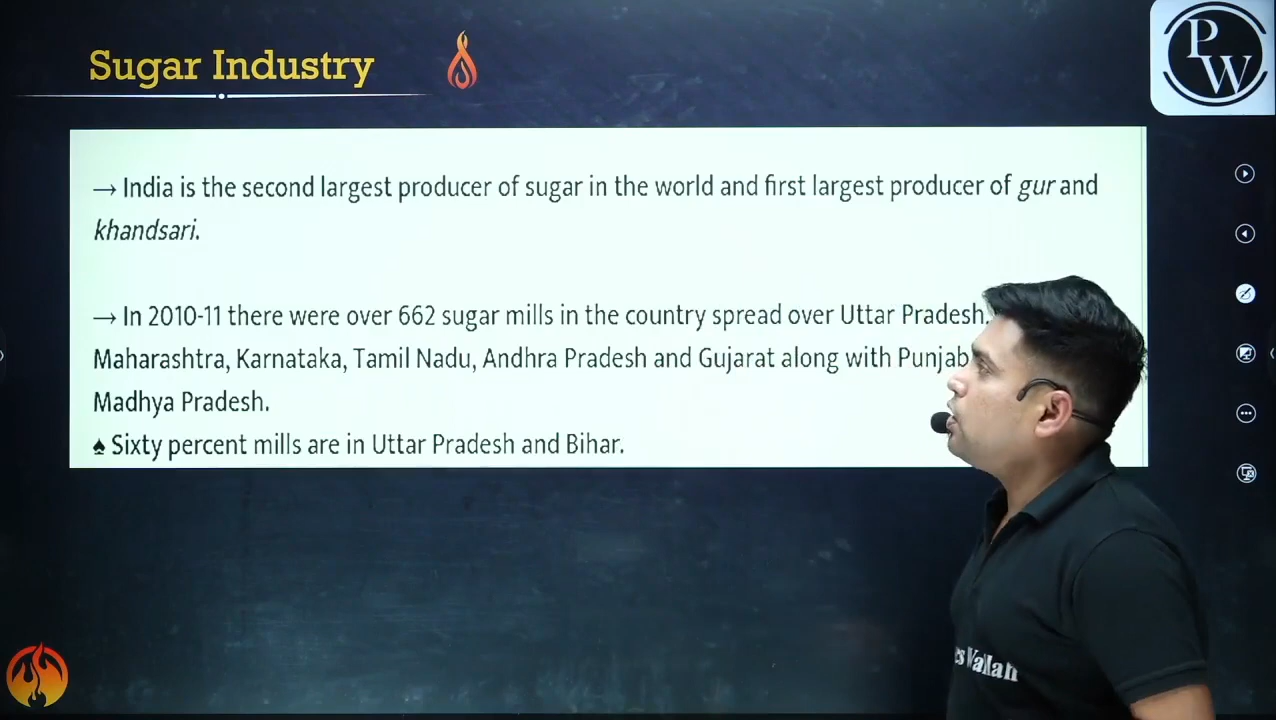 Sugar Industry
PW
→ India is the second largest producer of sugar in the world and first largest producer of gur and
khandsari.
→ In 2010-11 there were over 662 sugar mills in the country spread over Uttar Pradesh,
Maharashtra, Karnataka, Tamil Nadu, Andhra Pradesh and Gujarat along with Punjab
Madhya Pradesh.
♠ Sixty percent mills are in Uttar Pradesh and Bihar.
Wallah